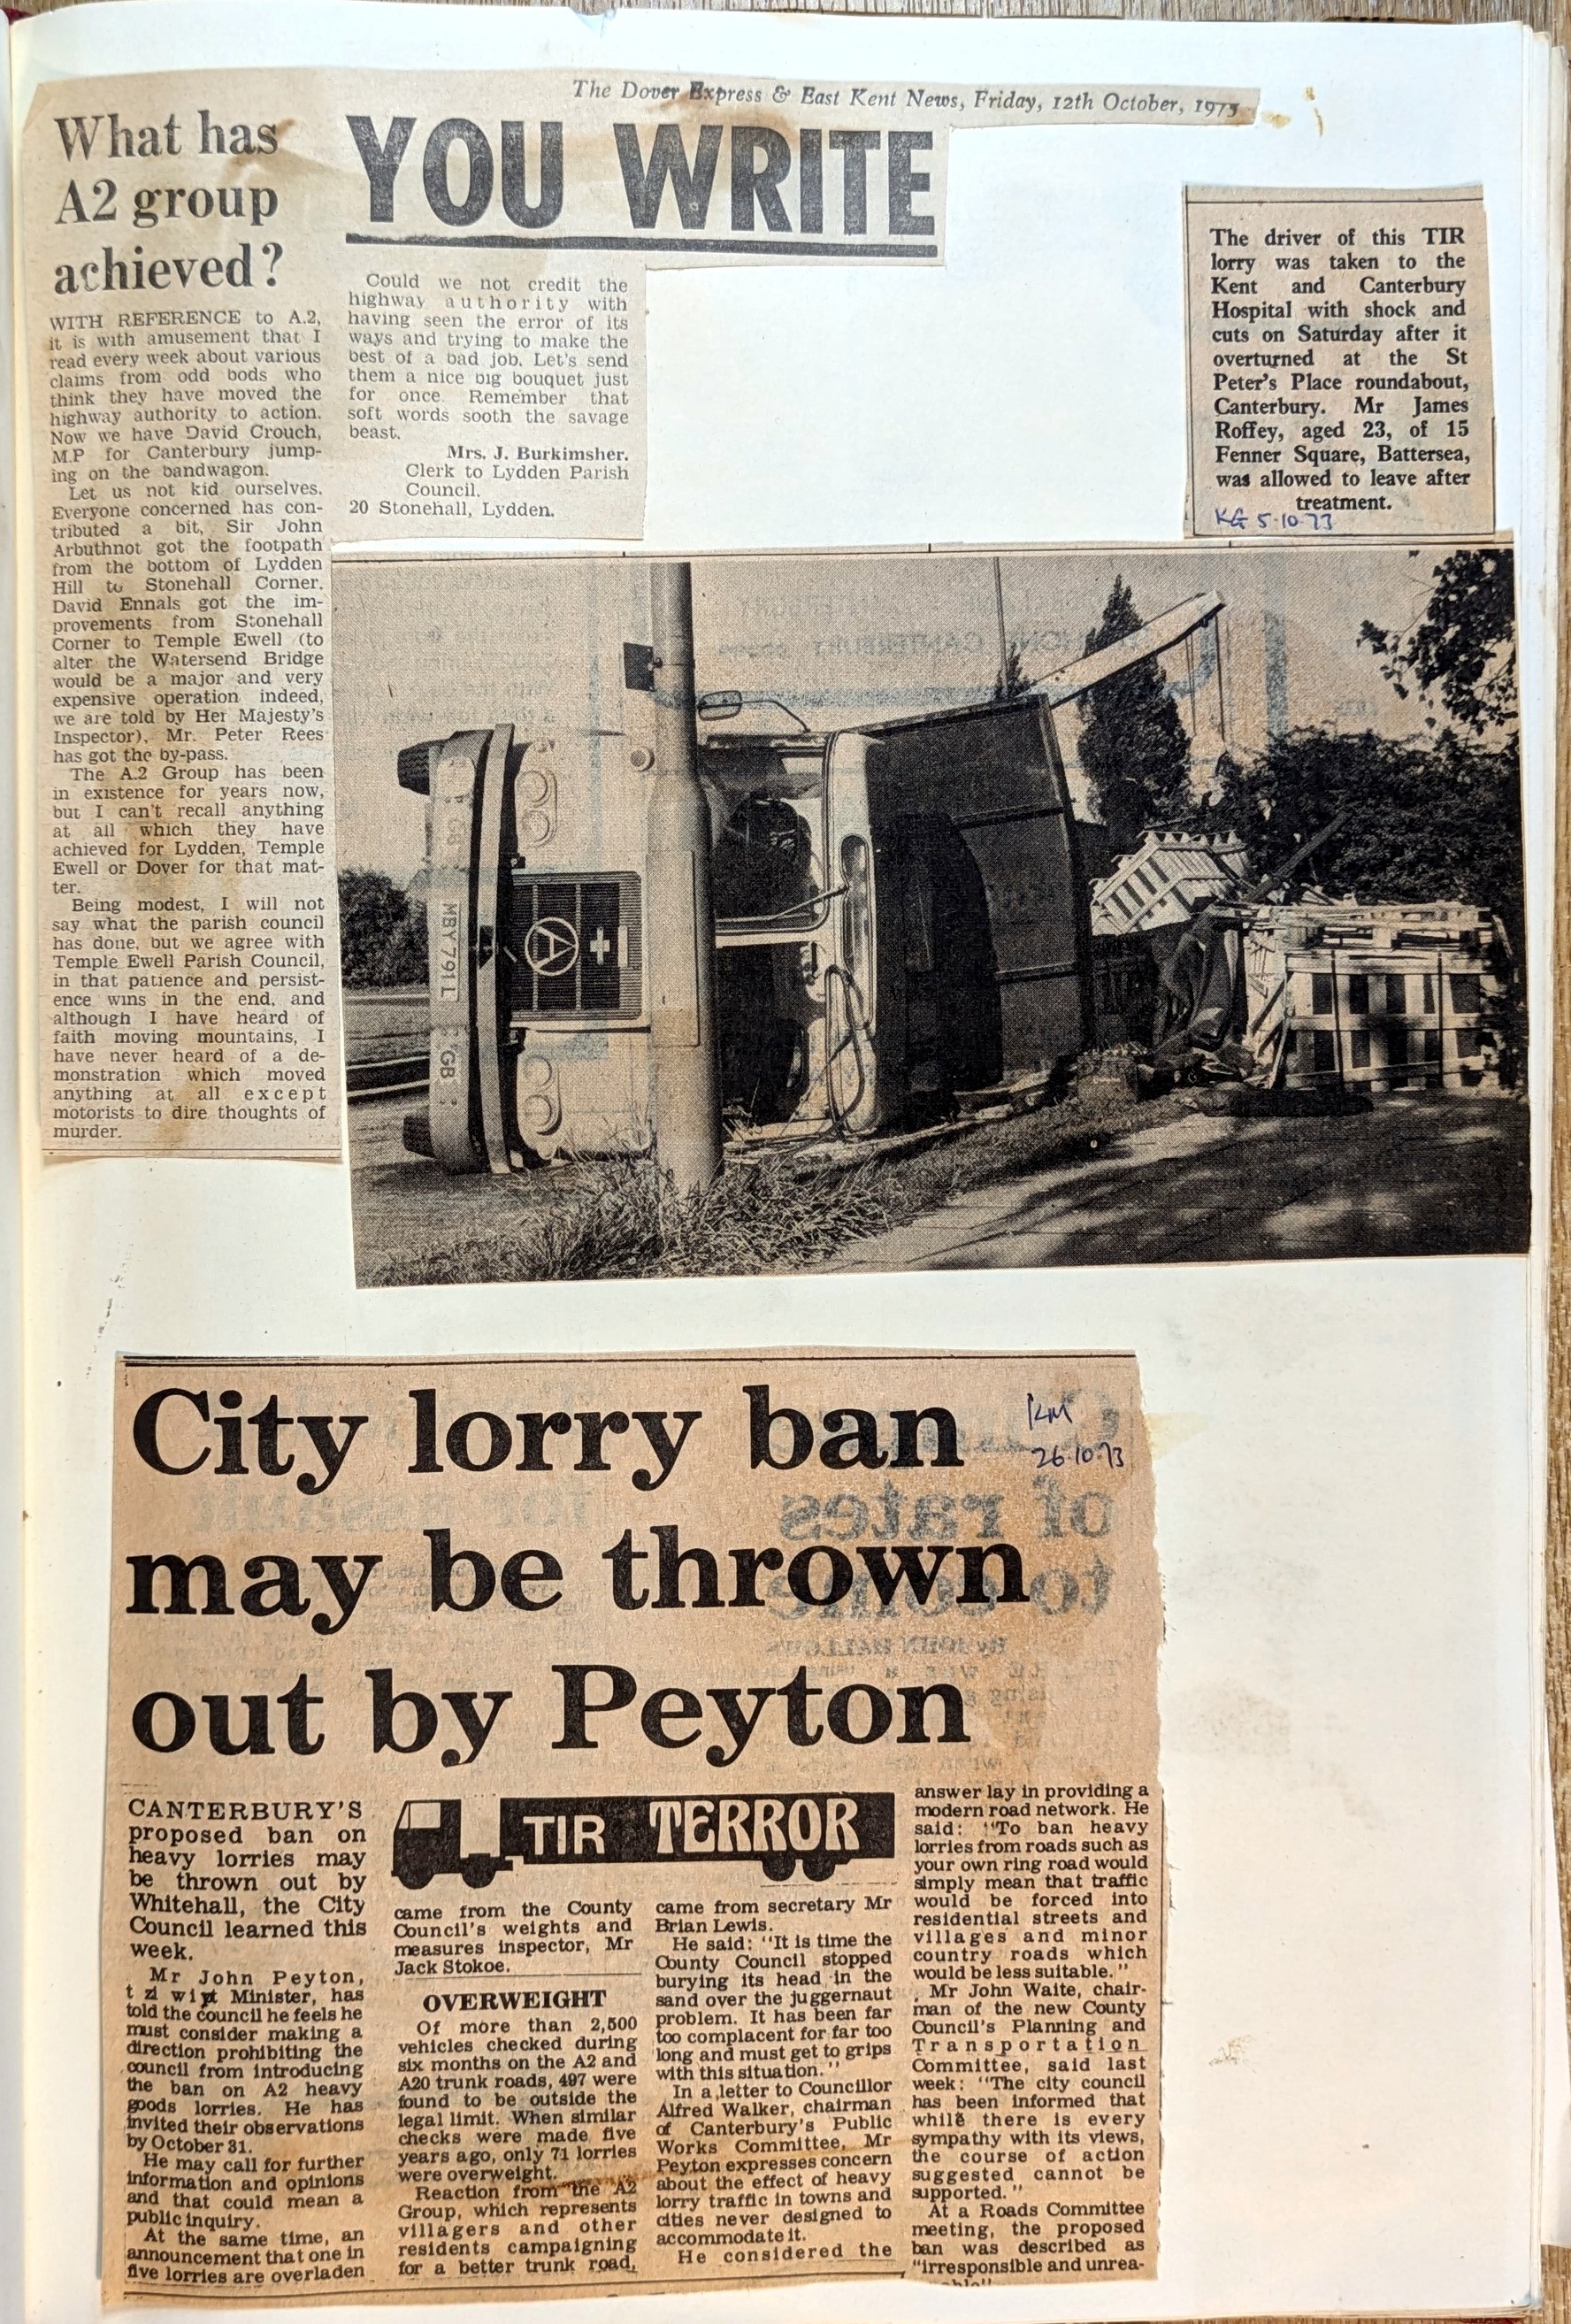 The Dover Express & East Kent News, Friday, 12th October, 1973
What has
A2 group
achieved?
WITH REFERENCE to A.2,
it is with amusement that I
read every week about various
claims from odd bods who
think they have moved the
highway authority to action.
Now we have David Crouch,
M.P for Canterbury jump-
ing on the bandwagon.
Let us not kid ourselves.
Everyone concerned has con-
tributed a bit, Sir John
Arbuthnot got the footpath
from the bottom of Lydden
Hill to Stonehall Corner.
David Ennals got the im-
provements from Stonehall
Corner to Temple Ewell (to
alter the Watersend Bridge
would be a major and very
expensive operation indeed,
we are told by Her Majesty's
Inspector), Mr. Peter Rees
has got the by-pass.
The A.2 Group has been
in existence for years now,
but I can't recall anything
at all which they have
achieved for Lydden, Temple
Ewell or Dover for that mat-
ter.
Being modest, I will not
say what the parish council
has done, but we agree with
Temple Ewell Parish Council,
in that patience and persist-
ence wins in the end, and
although I have heard of
faith moving mountains, I
have never heard of a de-
monstration which moved
anything at all except
motorists to dire thoughts of
murder.
YOU WRITE
Could we not credit the
highway authority with
having seen the error of its
ways and trying to make the
best of a bad job. Let's send
them a nice big bouquet just
for once. Remember that
soft words sooth the savage
beast.
Mrs. J. Burkimsher.
Clerk to Lydden Parish
Council.
20 Stonehall, Lydden.
The driver of this TIR
lorry was taken to the
Kent and Canterbury
Hospital with shock and
cuts on Saturday after it
overturned at the St
Peter's Place roundabout,
Canterbury. Mr James
Roffey, aged 23, of 15
Fenner Square, Battersea,
was allowed to leave after
treatment.
KG 5.10.73
GB
MBY 791 L
GB
A
City lorry ban
may be thrown
out by Peyton
KM
26.10.73
CANTERBURY'S
proposed ban on
heavy lorries may
be thrown out by
Whitehall, the City
Council learned this
week.
Mr John Peyton,
Minister, has
told the council he feels he
must consider making a
direction prohibiting the
council from introducing
the ban on A2 heavy
goods lorries. He has
invited their observations
by October 31.
He may call for further
information and opinions
and that could mean a
public inquiry.
At the same time, an
announcement that one in
five lorries are overladen
TIR TERROR
came from the County
Council's weights and
measures inspector, Mr
Jack Stokoe.
OVERWEIGHT
Of more than 2,500
vehicles checked during
six months on the A2 and
A20 trunk roads, 497 were
found to be outside the
legal limit. When similar
checks were made five
years ago, only 71 lorries
were overweight.
Reaction from the A2
Group, which represents
villagers and other
residents campaigning
for a better trunk road,
came from secretary Mr
Brian Lewis.
He said: "It is time the
County Council stopped
burying its head in the
sand over the juggernaut
problem. It has been far
too complacent for far too
long and must get to grips
with this situation."
In a letter to Councillor
Alfred Walker, chairman
of Canterbury's Public
Works Committee, Mr
Peyton expresses concern
about the effect of heavy
lorry traffic in towns and
cities never designed to
accommodate it.
He considered the
answer lay in providing a
modern road network. He
said: "To ban heavy
lorries from roads such as
your own ring road would
simply mean that traffic
would be forced into
residential streets and
villages and minor
country roads which
would be less suitable."
Mr John Waite, chair-
man of the new County
Council's Planning and
Transportation
Committee, said last
week: "The city council
has been informed that
while there is every
sympathy with its views,
the course of action
suggested cannot be
supported."
At a Roads Committee
meeting, the proposed
ban was described as
"irresponsible and unrea-